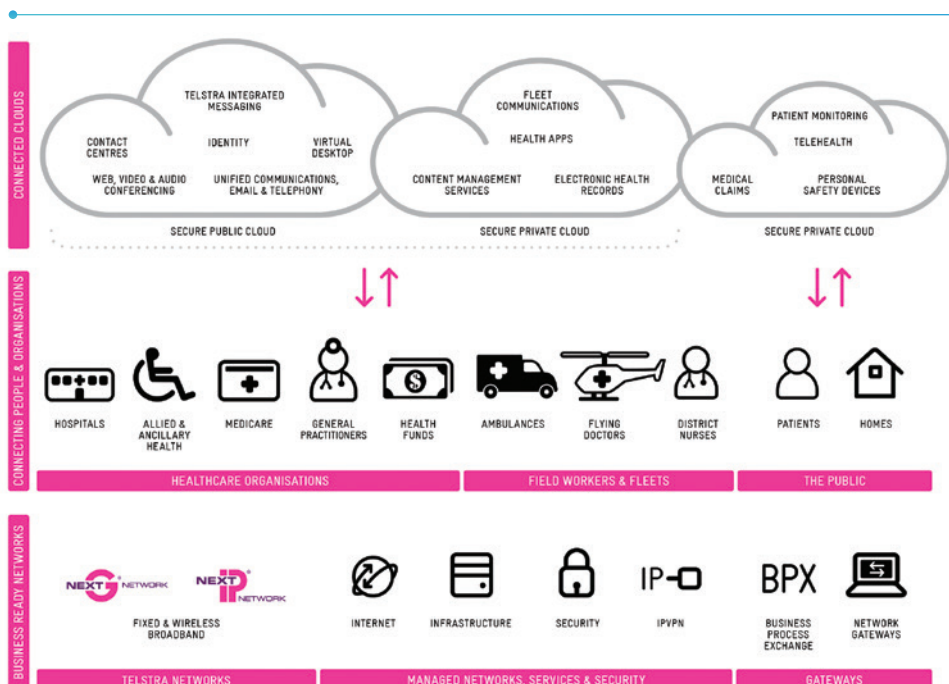 CONNECTED CLOUDS
TELSTRA INTEGRATED
MESSAGING
CONTACT
CENTRES
IDENTITY
VIRTUAL
DESKTOP
WEB, VIDEO & AUDIO
CONFERENCING
UNIFIED COMMUNICATIONS,
EMAIL & TELEPHONY
SECURE PUBLIC CLOUD
FLEET
COMMUNICATIONS
HEALTH APPS
CONTENT MANAGEMENT
SERVICES
ELECTRONIC HEALTH
RECORDS
SECURE PRIVATE CLOUD
PATIENT MONITORING
TELEHEALTH
MEDICAL
CLAIMS
PERSONAL
SAFETY DEVICES
SECURE PRIVATE CLOUD
CONNECTING PEOPLE & ORGANISATIONS
$
HOSPITALS
ALLIED &
ANCILLARY
HEALTH
MEDICARE
GENERAL
PRACTITIONERS
HEALTH
FUNDS
AMBULANCES
FLYING
DOCTORS
DISTRICT
NURSES
PATIENTS
HOMES
HEALTHCARE ORGANISATIONS
FIELD WORKERS & FLEETS
THE PUBLIC
BUSINESS READY NETWORKS
NEXT G® NETWORK
NEXT IP® NETWORK
FIXED & WIRELESS
BROADBAND
INTERNET
INFRASTRUCTURE
SECURITY
IP
IPVPN
BPX
BUSINESS
PROCESS
EXCHANGE
NETWORK
GATEWAYS
TELSTRA NETWORKS
MANAGED NETWORKS, SERVICES & SECURITY
GATEWAYS